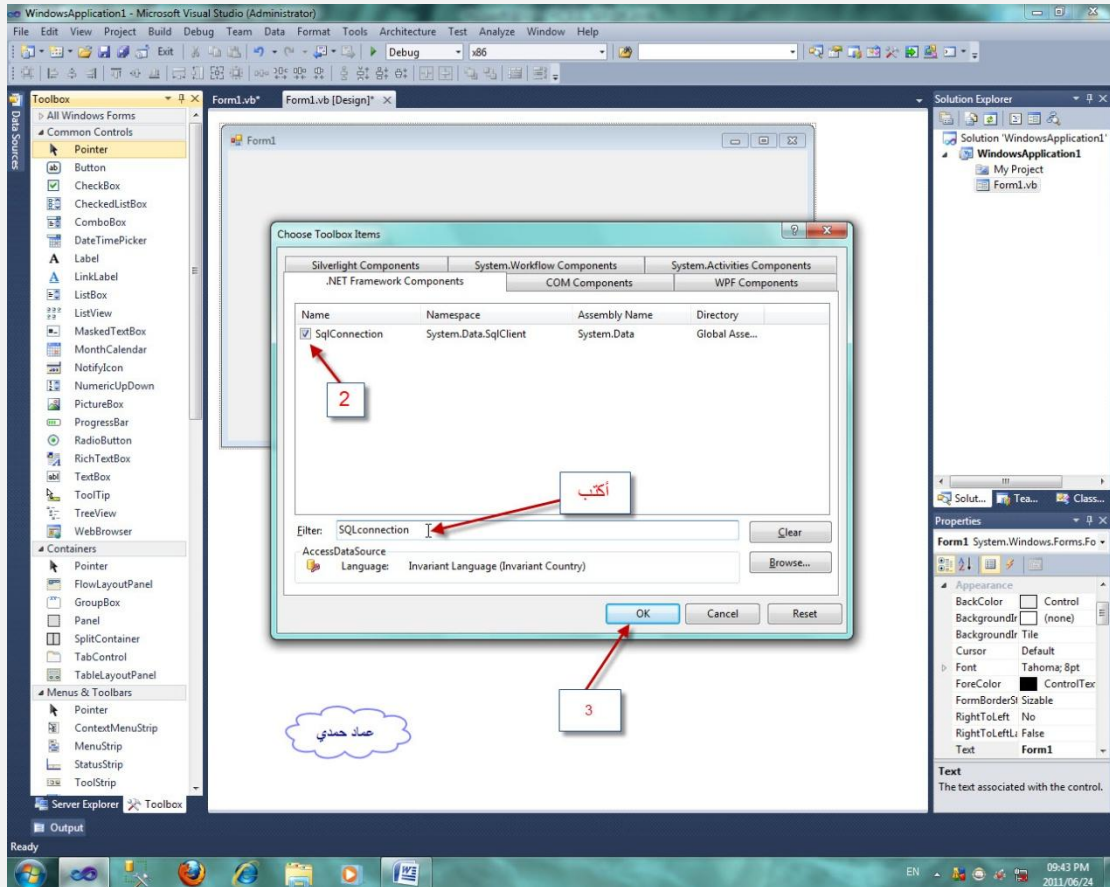 WindowsApplication1 - Microsoft Visual Studio (Administrator)
File Edit View Project Build Debug Team Data Format Tools Architecture Test Analyze Window Help
Exit Debug x86
Data Sources
Toolbox
All Windows Forms
Common Controls
Pointer
Button
CheckBox
CheckedListBox
ComboBox
DateTimePicker
Label
LinkLabel
ListBox
ListView
MaskedTextBox
MonthCalendar
NotifyIcon
NumericUpDown
PictureBox
ProgressBar
RadioButton
RichTextBox
TextBox
ToolTip
TreeView
WebBrowser
Containers
Pointer
FlowLayoutPanel
GroupBox
Panel
SplitContainer
TabControl
TableLayoutPanel
Menus & Toolbars
Pointer
ContextMenuStrip
MenuStrip
StatusStrip
ToolStrip
Server Explorer Toolbox
Form1.vb* Form1.vb [Design]*
Form1
Choose Toolbox Items
Silverlight Components System.Workflow Components System.Activities Components
.NET Framework Components COM Components WPF Components
Name Namespace Assembly Name Directory
SqlConnection System.Data.SqlClient System.Data Global Asse...
2
أكتب
Filter: SQLconnection Clear
AccessDataSource
Language: Invariant Language (Invariant Country) Browse...
OK Cancel Reset
3
عماد حمدي
Solution Explorer
Solution 'WindowsApplication1'
WindowsApplication1
My Project
Form1.vb
Solut... Tea... Class...
Properties
Form1 System.Windows.Forms.Fo
Appearance
BackColor Control
BackgroundIr (none)
BackgroundIr Tile
Cursor Default
Font Tahoma; 8pt
ForeColor ControlTex
FormBorderSt Sizable
RightToLeft No
RightToLeftLa False
Text Form1
Text
The text associated with the control.
Output
Ready
EN 09:43 PM
2011/06/24